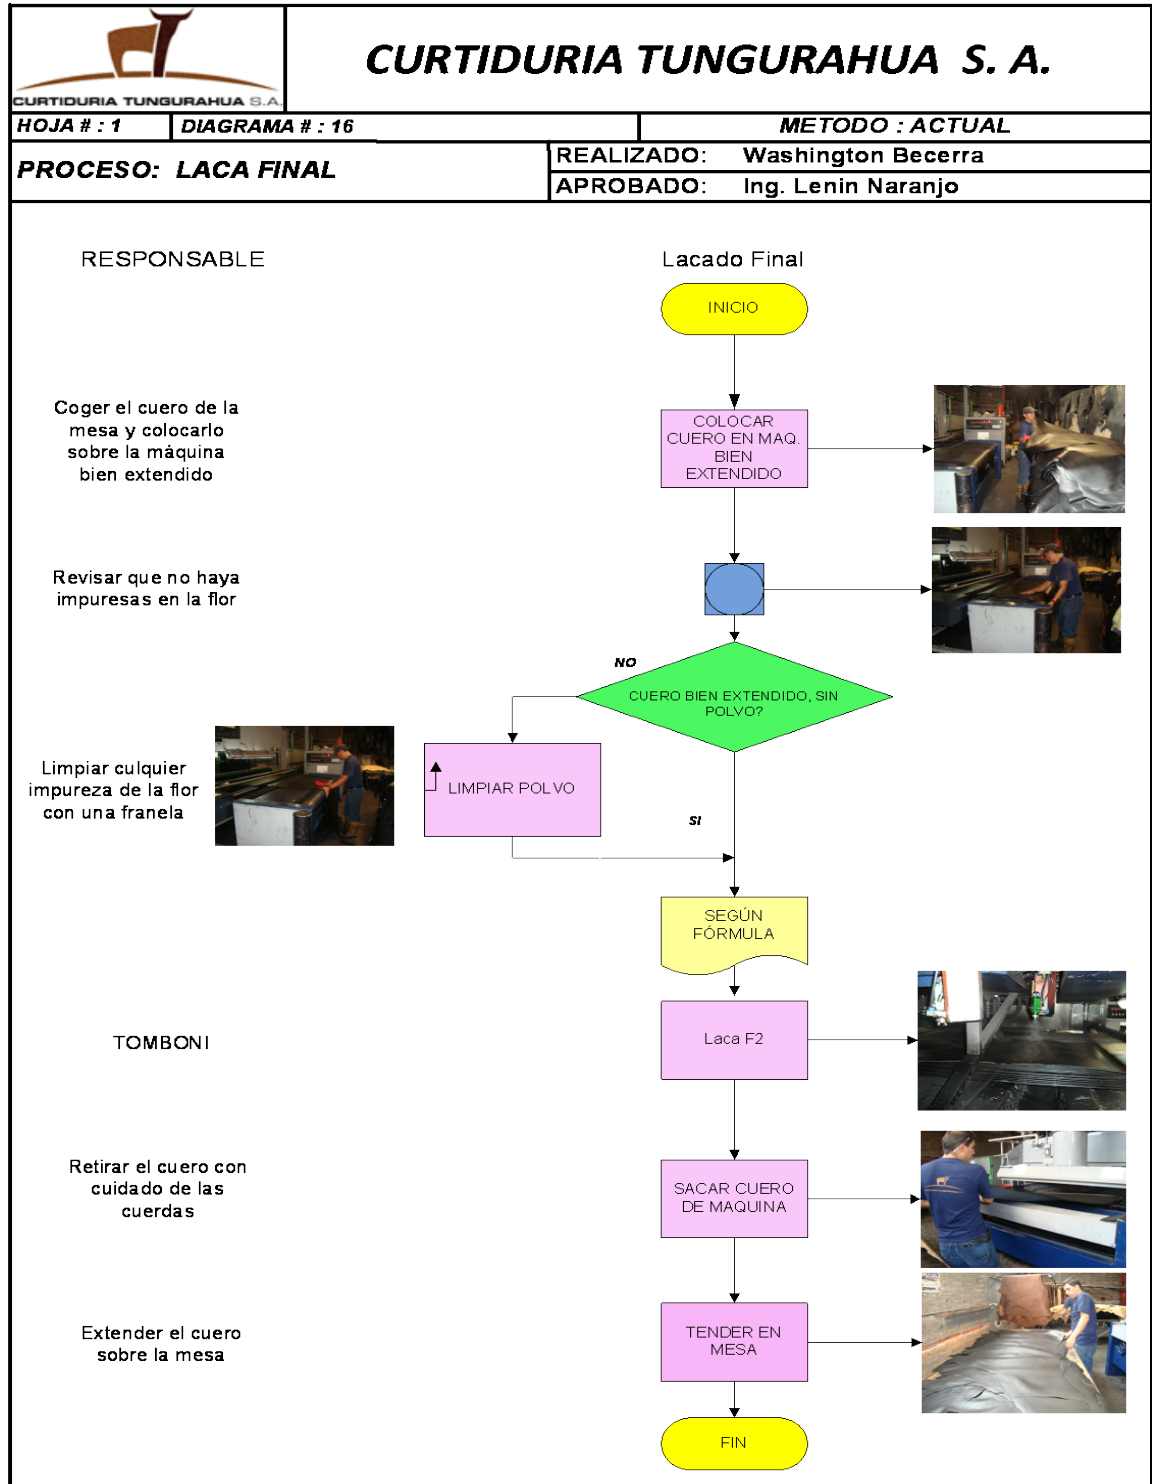 CURTIDURIA TUNGURAHUA S.A.
CURTIDURIA TUNGURAHUA S. A.
HOJA # : 1
DIAGRAMA # : 16
METODO : ACTUAL
PROCESO: LACA FINAL
REALIZADO: Washington Becerra
APROBADO: Ing. Lenin Naranjo
RESPONSABLE
Lacado Final
INICIO
Coger el cuero de la
mesa y colocarlo
sobre la máquina
bien extendido
COLOCAR
CUERO EN MAQ.
BIEN
EXTENDIDO
Revisar que no haya
impuresas en la flor
NO
CUERO BIEN EXTENDIDO, SIN
POLVO?
Limpiar culquier
impureza de la flor
con una franela
LIMPIAR POLVO
SI
SEGÚN
FÓRMULA
TOMBONI
Laca F2
Retirar el cuero con
cuidado de las
cuerdas
SACAR CUERO
DE MAQUINA
Extender el cuero
sobre la mesa
TENDER EN
MESA
FIN